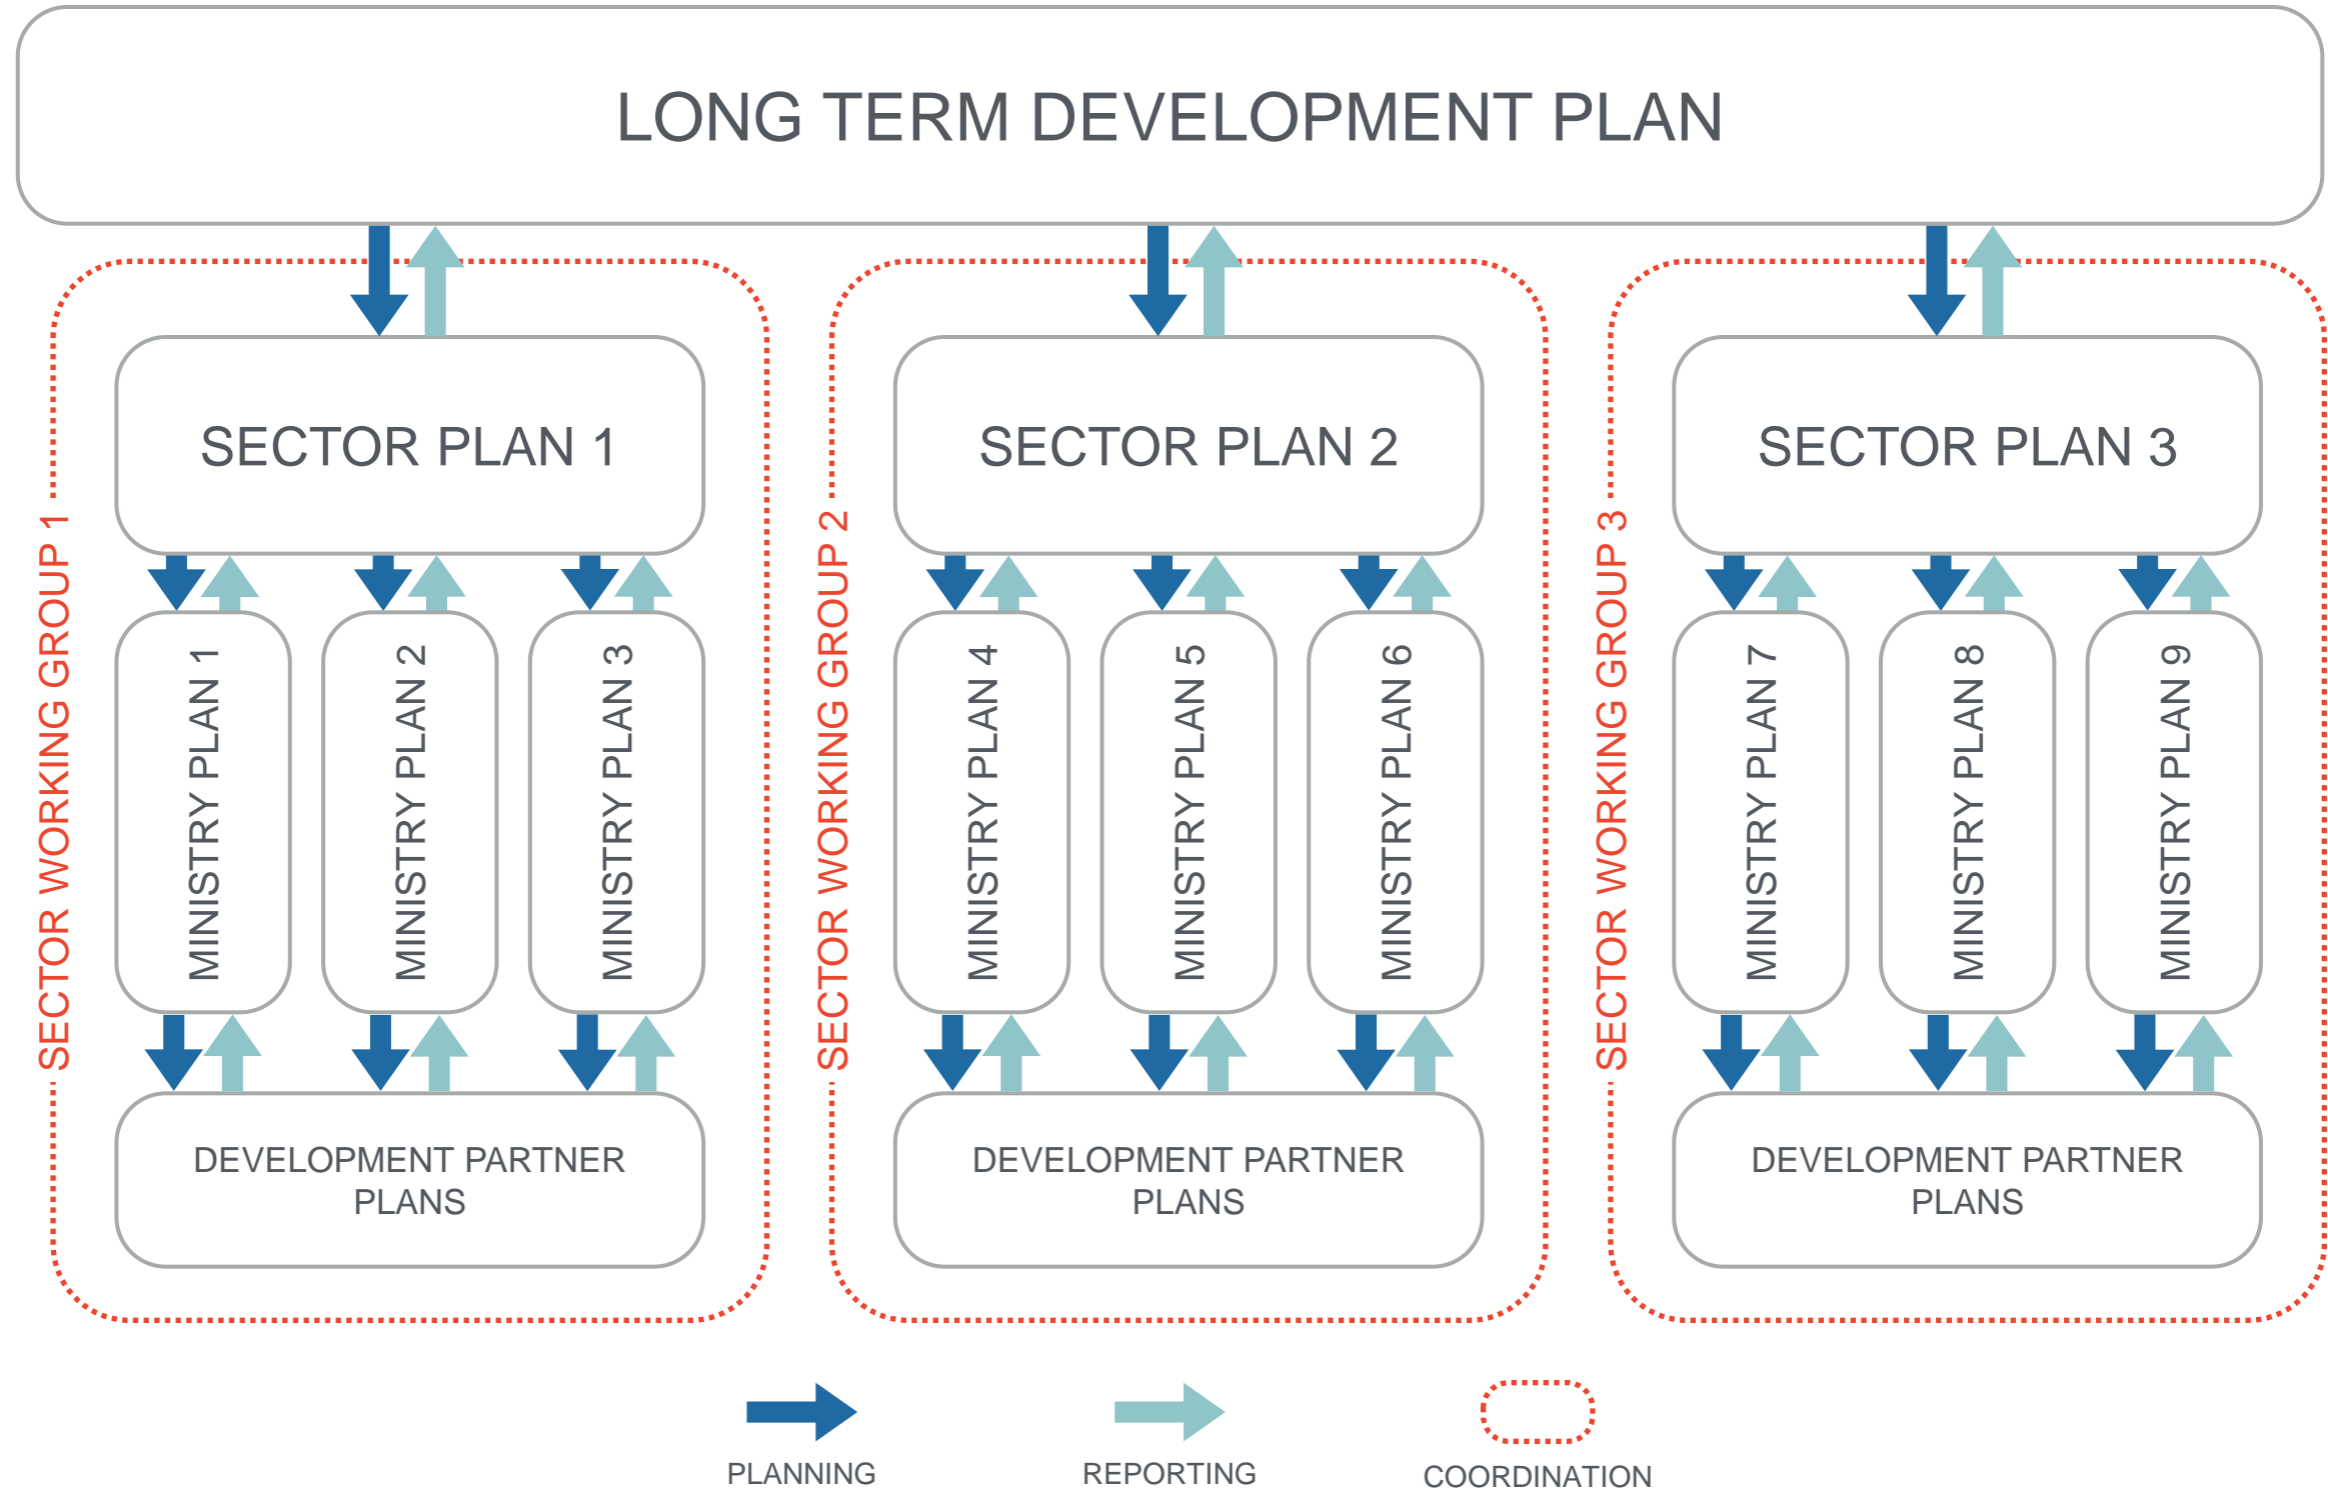 LONG TERM DEVELOPMENT PLAN
SECTOR WORKING GROUP 1
SECTOR PLAN 1
MINISTRY PLAN 1
MINISTRY PLAN 2
MINISTRY PLAN 3
DEVELOPMENT PARTNER
PLANS
SECTOR WORKING GROUP 2
SECTOR PLAN 2
MINISTRY PLAN 4
MINISTRY PLAN 5
MINISTRY PLAN 6
DEVELOPMENT PARTNER
PLANS
SECTOR WORKING GROUP 3
SECTOR PLAN 3
MINISTRY PLAN 7
MINISTRY PLAN 8
MINISTRY PLAN 9
DEVELOPMENT PARTNER
PLANS
PLANNING
REPORTING
COORDINATION